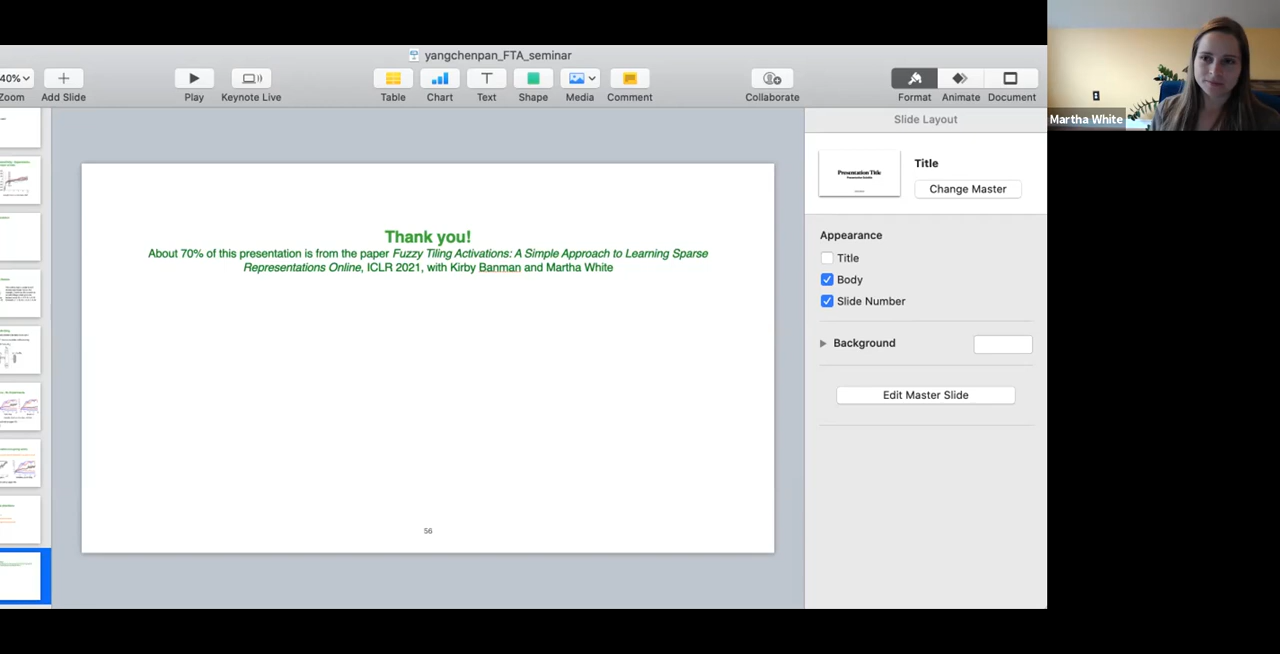 yangchenpan_FTA_seminar
40%
Zoom
Add Slide
Play
Keynote Live
Table
Chart
Text
Shape
Media
Comment
Collaborate
Format
Animate
Document
Martha White
Slide Layout
Presentation Title
Title
Change Master
Thank you!
About 70% of this presentation is from the paper Fuzzy Tiling Activations: A Simple Approach to Learning Sparse
Representations Online, ICLR 2021, with Kirby Banman and Martha White
56
Appearance
Title
Body
Slide Number
Background
Edit Master Slide